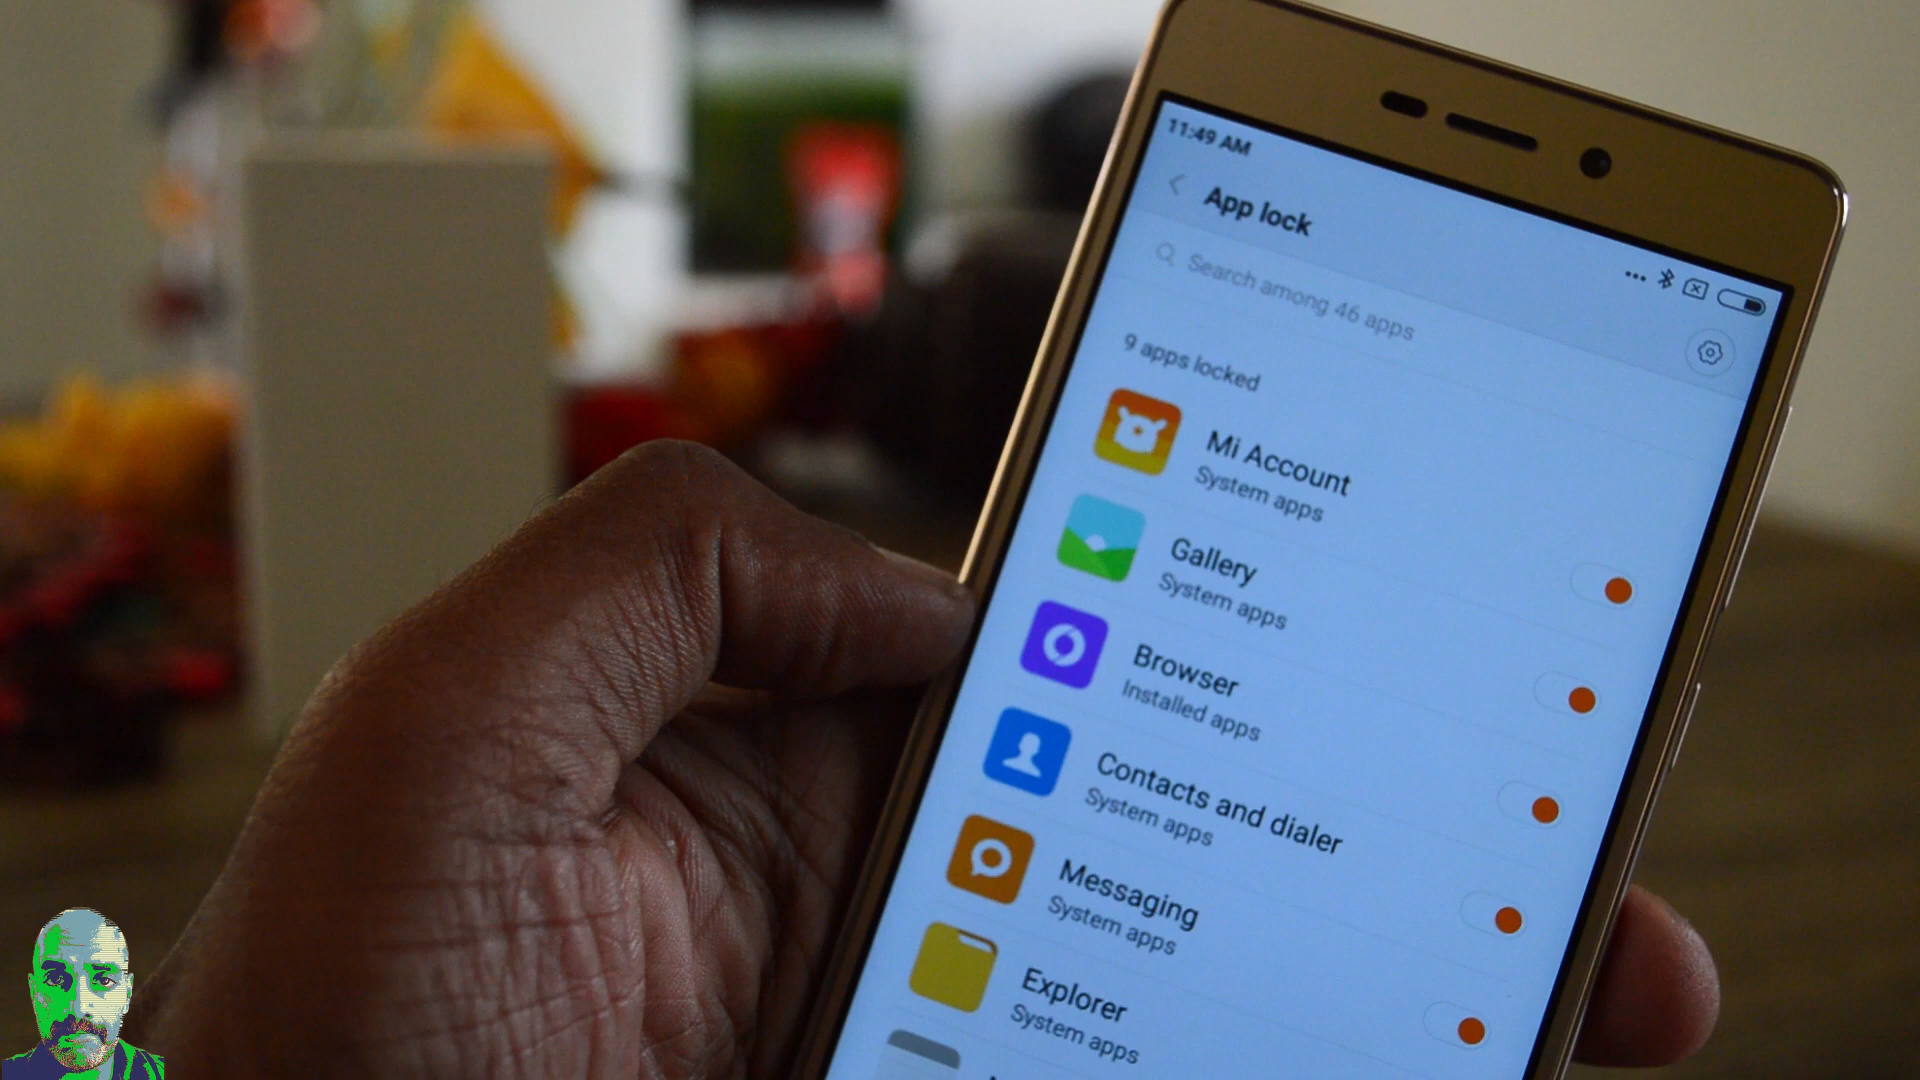 11:49 AM
App lock
Search among 46 apps
9 apps locked
Mi Account
System apps
Gallery
System apps
Browser
Installed apps
Contacts and dialer
System apps
Messaging
System apps
Explorer
System apps